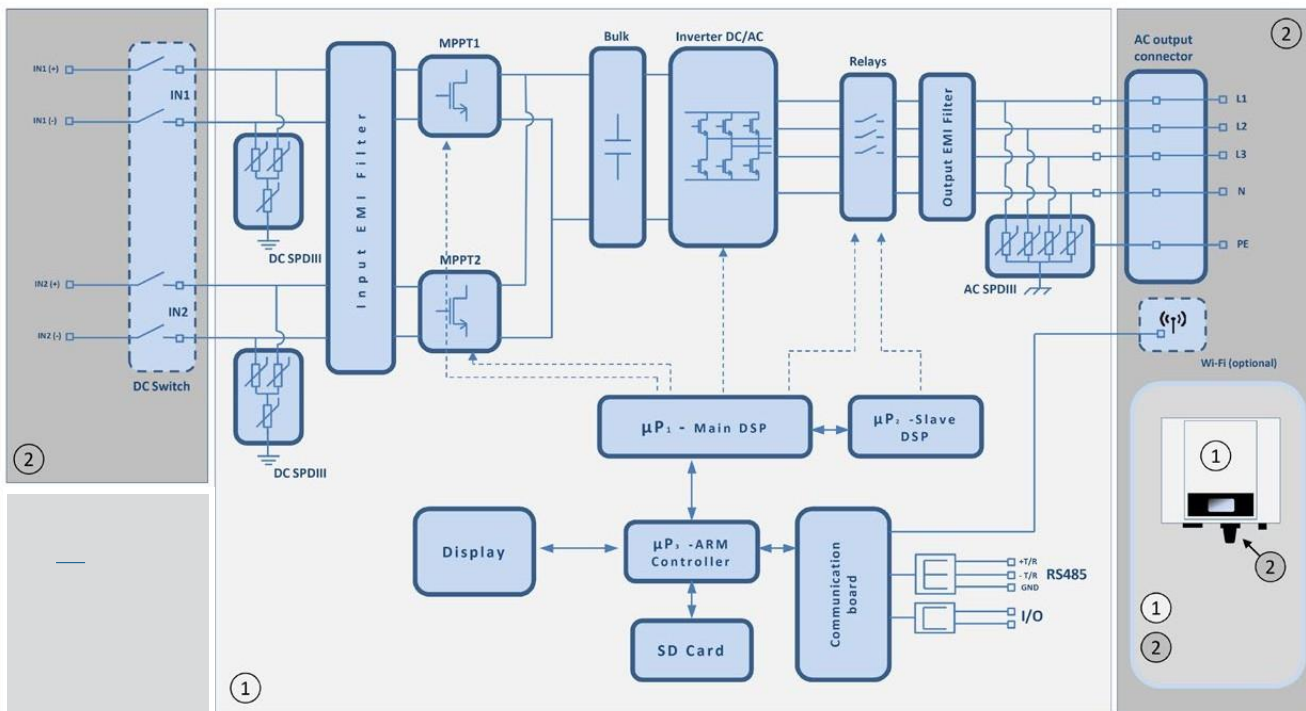 MPPT1
Bulk
Inverter DC/AC
Relays
AC output
connector
2
IN1 (+)
IN1
IN1 (-)
Input EMI Filter
Output EMI Filter
L1
L2
L3
N
PE
DC SPDIII
MPPT2
AC SPDIII
IN2 (+)
IN2
IN2 (-)
DC Switch
Wi-Fi (optional)
2
DC SPDIII
µP₁ - Main DSP
µP₂ -Slave
DSP
1
2
Display
µP₃ -ARM
Controller
Communication
board
+T/R
- T/R
GND
RS485
I/O
SD Card
1
2
1